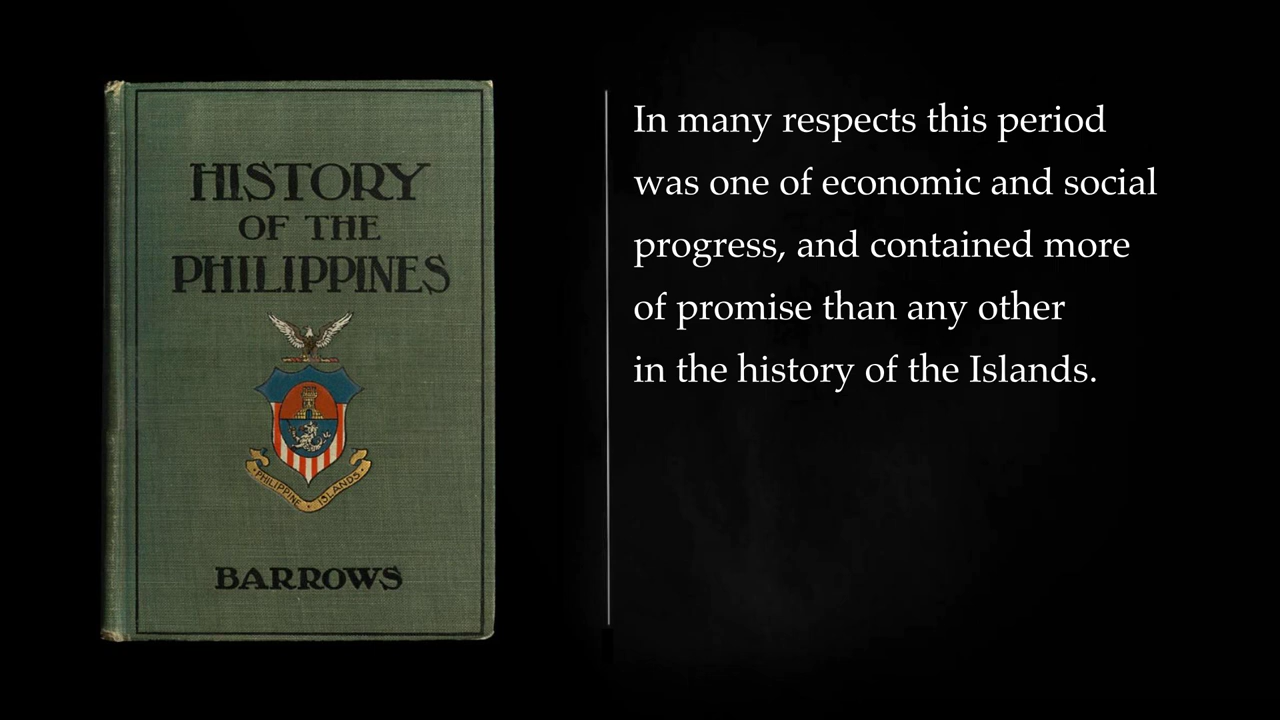 HISTORY
OF THE
PHILIPPINES
PHILIPPINE ISLANDS
BARROWS
In many respects this period
was one of economic and social
progress, and contained more
of promise than any other
in the history of the Islands.